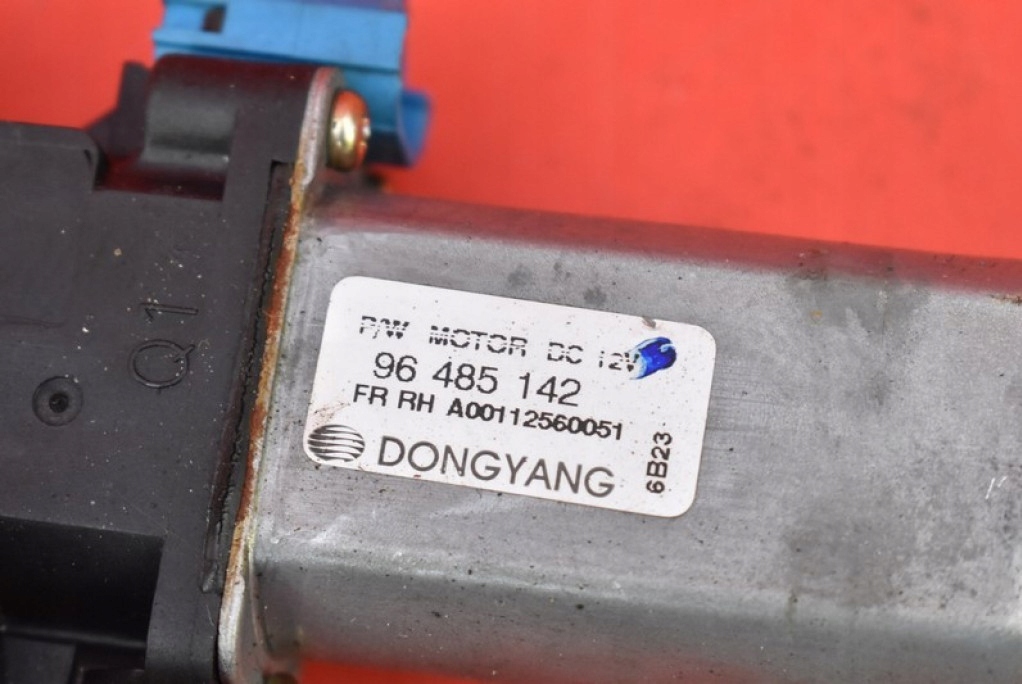 P/W MOTOR DC 12V
96 485 142
FR RH A00112560051
DONGYANG
6B23
Q1